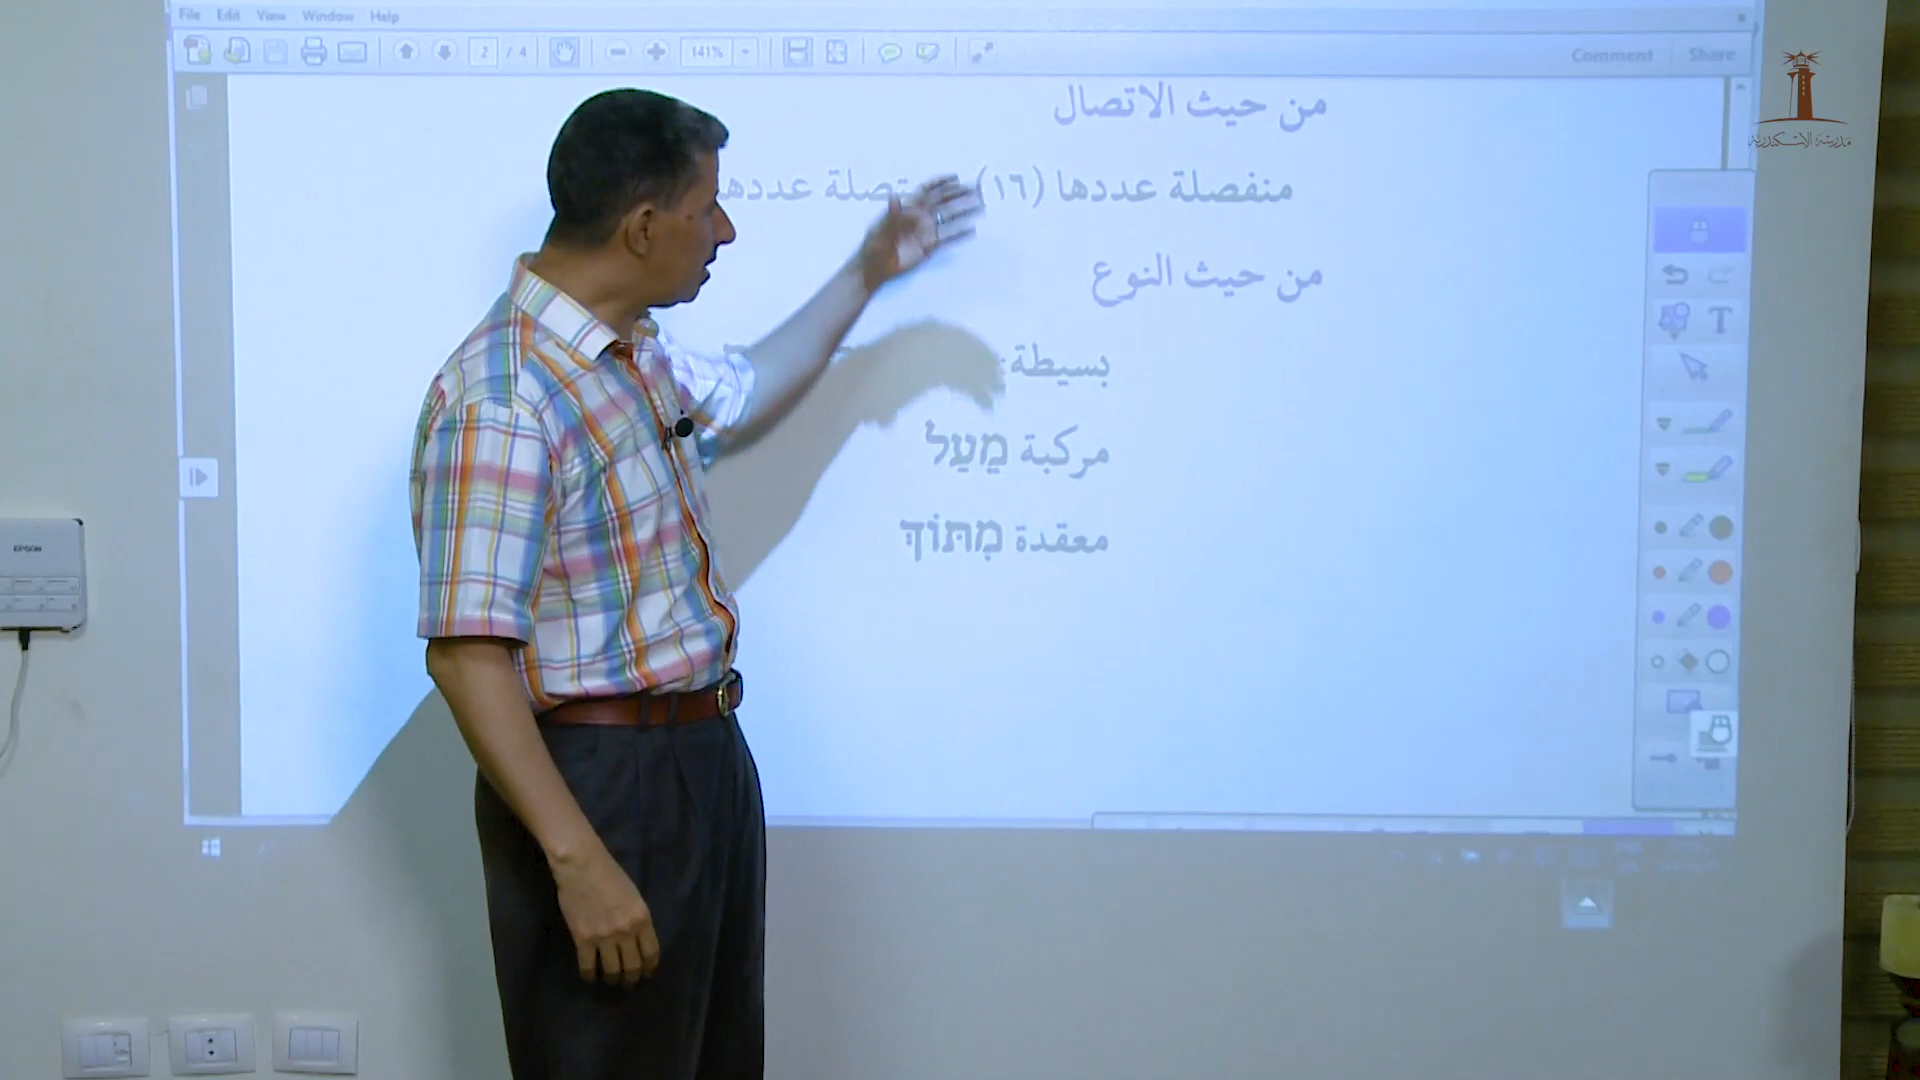 File Edit View Window Help
2 / 4 141% Comment Share
من حيث الاتصال
منفصلة عددها (١٦) متصلة عددها
من حيث النوع
بسيطة:
مركبة מֵעַל
معقدة מִתּוֹךְ
مدرسة الإسكندرية
EPSON